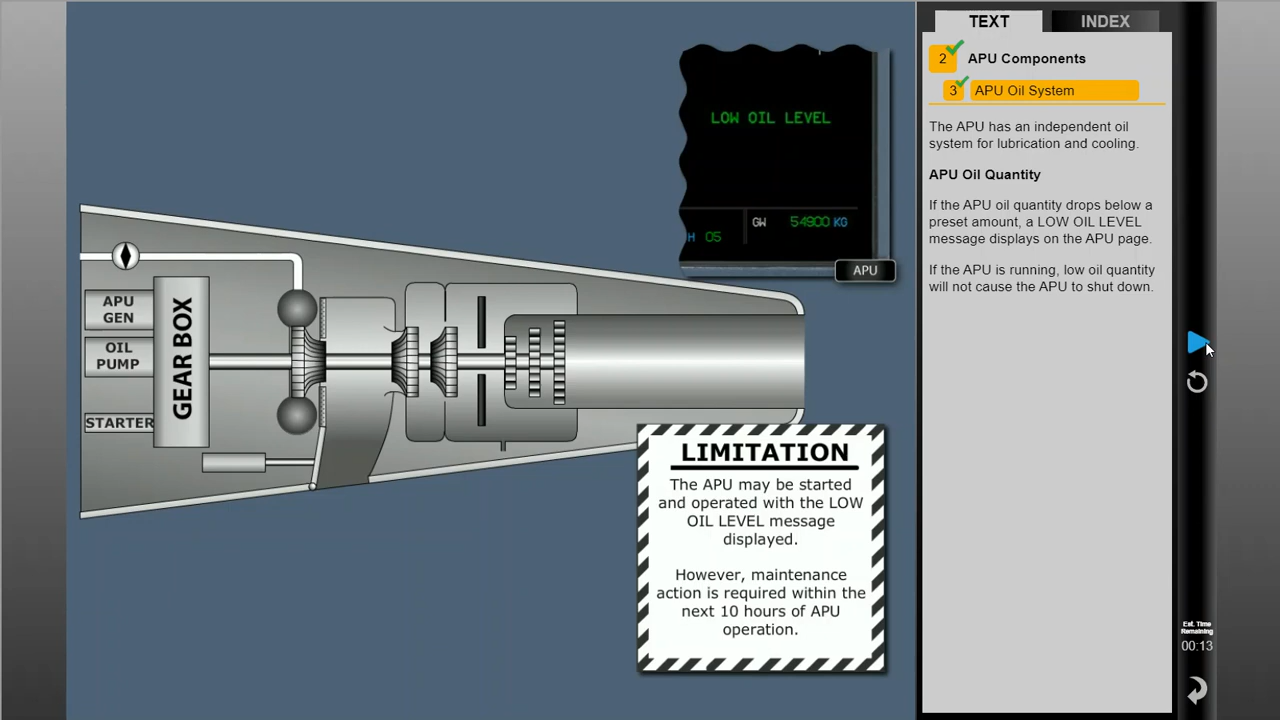 LOW OIL LEVEL
GW 54900 KG
H 05
APU
APU
GEN
OIL
PUMP
STARTER
GEAR BOX
LIMITATION
The APU may be started
and operated with the LOW
OIL LEVEL message
displayed.
However, maintenance
action is required within the
next 10 hours of APU
operation.
TEXT
INDEX
2 APU Components
3 APU Oil System
The APU has an independent oil
system for lubrication and cooling.
APU Oil Quantity
If the APU oil quantity drops below a
preset amount, a LOW OIL LEVEL
message displays on the APU page.
If the APU is running, low oil quantity
will not cause the APU to shut down.
Est. Time
Remaining
00:13